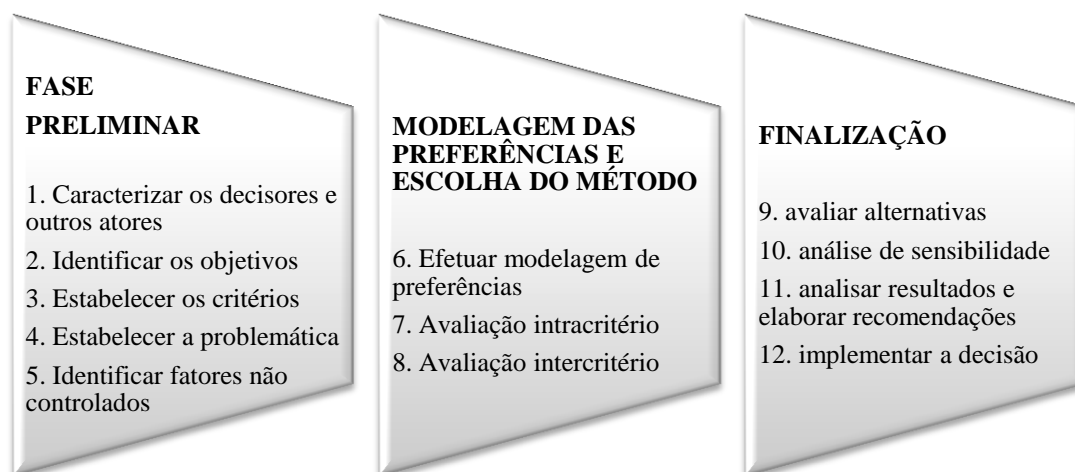 FASE
PRELIMINAR
1. Caracterizar os decisores e
outros atores
2. Identificar os objetivos
3. Estabelecer os critérios
4. Estabelecer a problemática
5. Identificar fatores não
controlados
MODELAGEM DAS
PREFERÊNCIAS E
ESCOLHA DO MÉTODO
6. Efetuar modelagem de
preferências
7. Avaliação intracritério
8. Avaliação intercritério
FINALIZAÇÃO
9. avaliar alternativas
10. análise de sensibilidade
11. analisar resultados e
elaborar recomendações
12. implementar a decisão